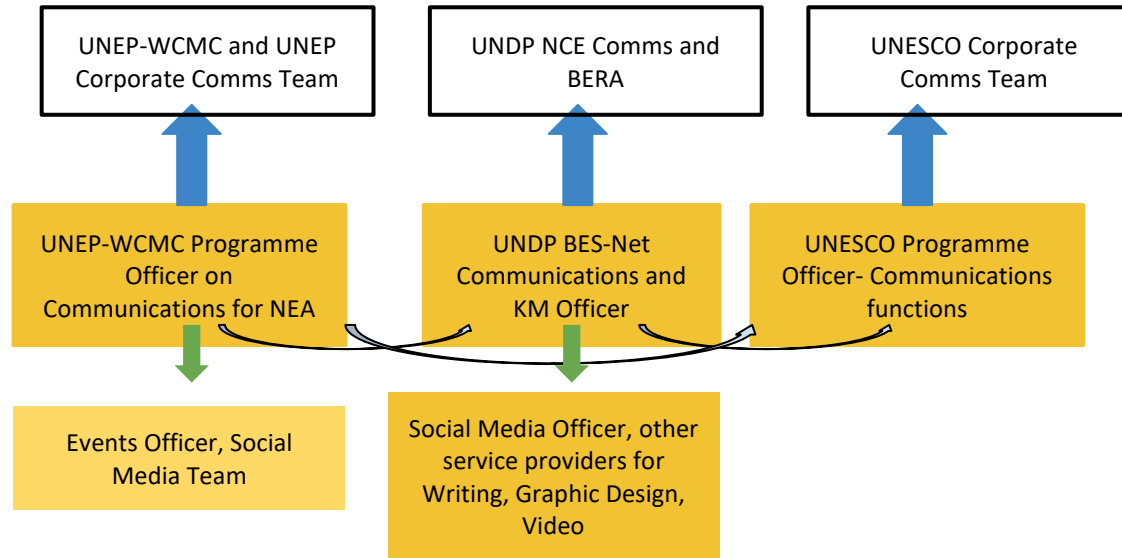 UNEP-WCMC and UNEP
Corporate Comms Team
UNDP NCE Comms and
BERA
UNESCO Corporate
Comms Team
UNEP-WCMC Programme
Officer on
Communications for NEA
UNDP BES-Net
Communications and
KM Officer
UNESCO Programme
Officer- Communications
functions
Events Officer, Social
Media Team
Social Media Officer, other
service providers for
Writing, Graphic Design,
Video